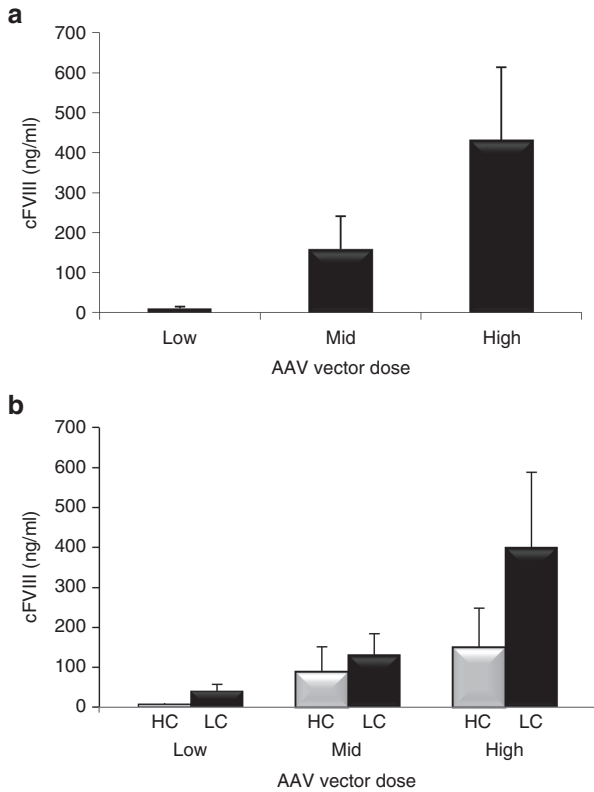 a
700
600
500
400
300
200
100
0
cFVIII (ng/ml)
Low Mid High
AAV vector dose
b
700
600
500
400
300
200
100
0
cFVIII (ng/ml)
HC LC HC LC HC LC
Low Mid High
AAV vector dose